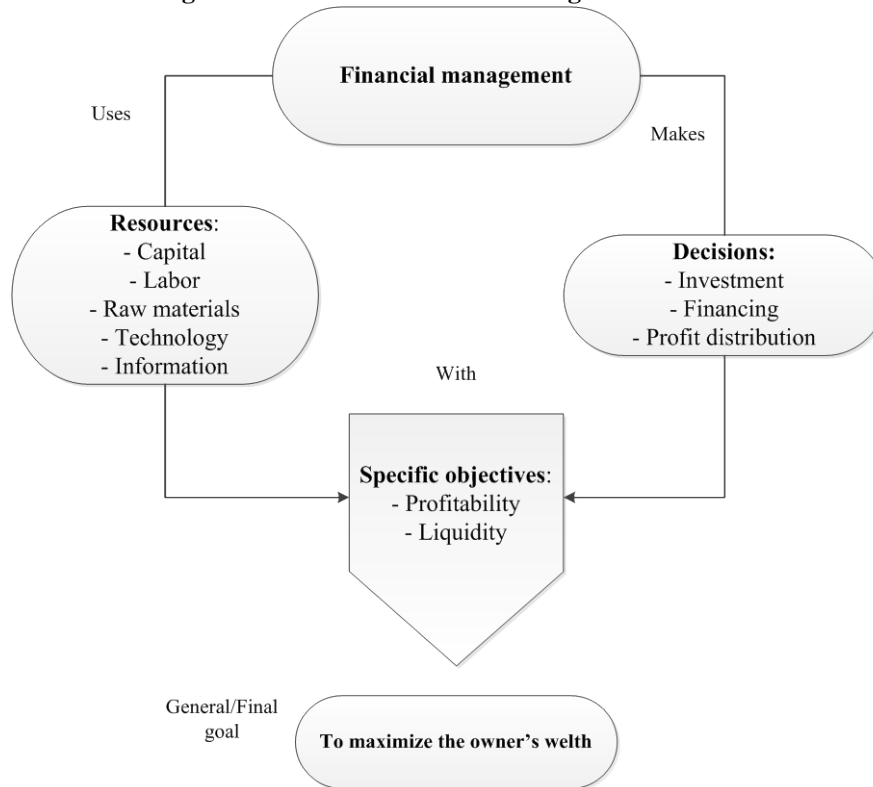 Financial management
Uses
Makes
Resources:
- Capital
- Labor
- Raw materials
- Technology
- Information
Decisions:
- Investment
- Financing
- Profit distribution
With
Specific objectives:
- Profitability
- Liquidity
General/Final
goal
To maximize the owner’s welth